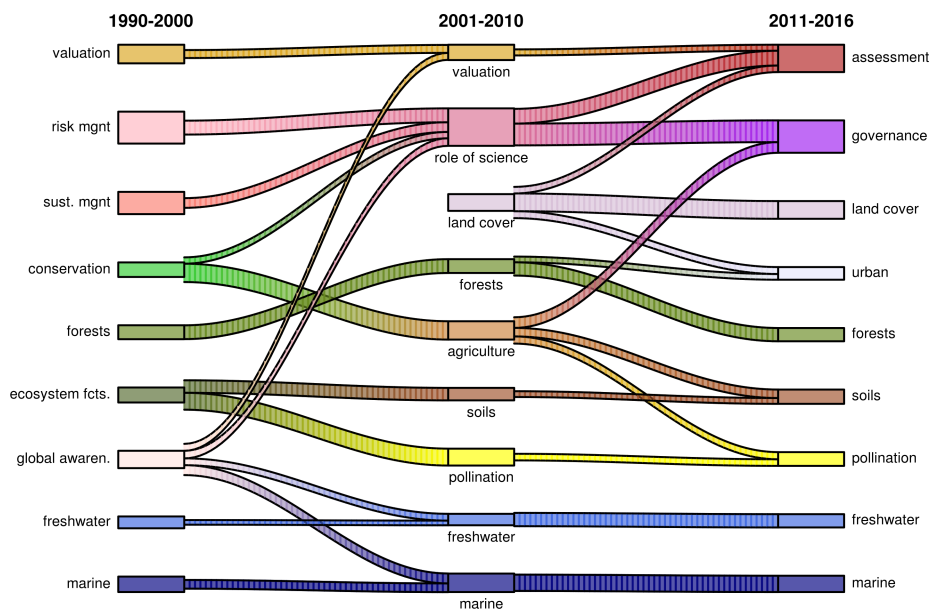 1990-2000
2001-2010
2011-2016
valuation
risk mgnt
sust. mgnt
conservation
forests
ecosystem fcts.
global awaren.
freshwater
marine
valuation
role of science
land cover
forests
agriculture
soils
pollination
freshwater
marine
assessment
governance
land cover
urban
forests
soils
pollination
freshwater
marine